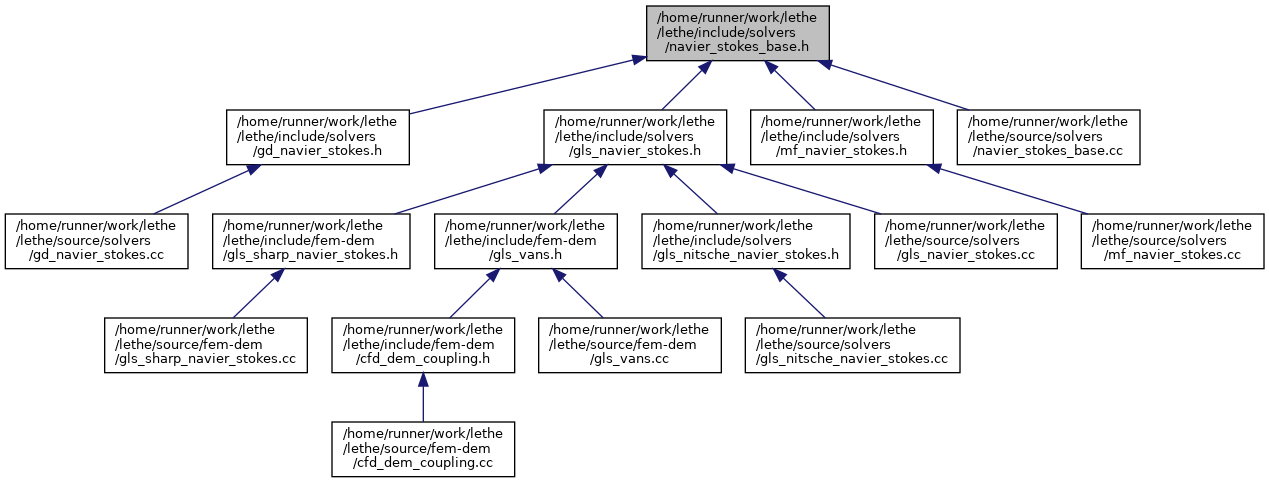 /home/runner/work/lethe
/lethe/include/solvers
/navier_stokes_base.h
/home/runner/work/lethe
/lethe/include/solvers
/gd_navier_stokes.h
/home/runner/work/lethe
/lethe/include/solvers
/gls_navier_stokes.h
/home/runner/work/lethe
/lethe/include/solvers
/mf_navier_stokes.h
/home/runner/work/lethe
/lethe/source/solvers
/navier_stokes_base.cc
/home/runner/work/lethe
/lethe/source/solvers
/gd_navier_stokes.cc
/home/runner/work/lethe
/lethe/include/fem-dem
/gls_sharp_navier_stokes.h
/home/runner/work/lethe
/lethe/include/fem-dem
/gls_vans.h
/home/runner/work/lethe
/lethe/include/solvers
/gls_nitsche_navier_stokes.h
/home/runner/work/lethe
/lethe/source/solvers
/gls_navier_stokes.cc
/home/runner/work/lethe
/lethe/source/solvers
/mf_navier_stokes.cc
/home/runner/work/lethe
/lethe/source/fem-dem
/gls_sharp_navier_stokes.cc
/home/runner/work/lethe
/lethe/include/fem-dem
/cfd_dem_coupling.h
/home/runner/work/lethe
/lethe/source/fem-dem
/gls_vans.cc
/home/runner/work/lethe
/lethe/source/solvers
/gls_nitsche_navier_stokes.cc
/home/runner/work/lethe
/lethe/source/fem-dem
/cfd_dem_coupling.cc